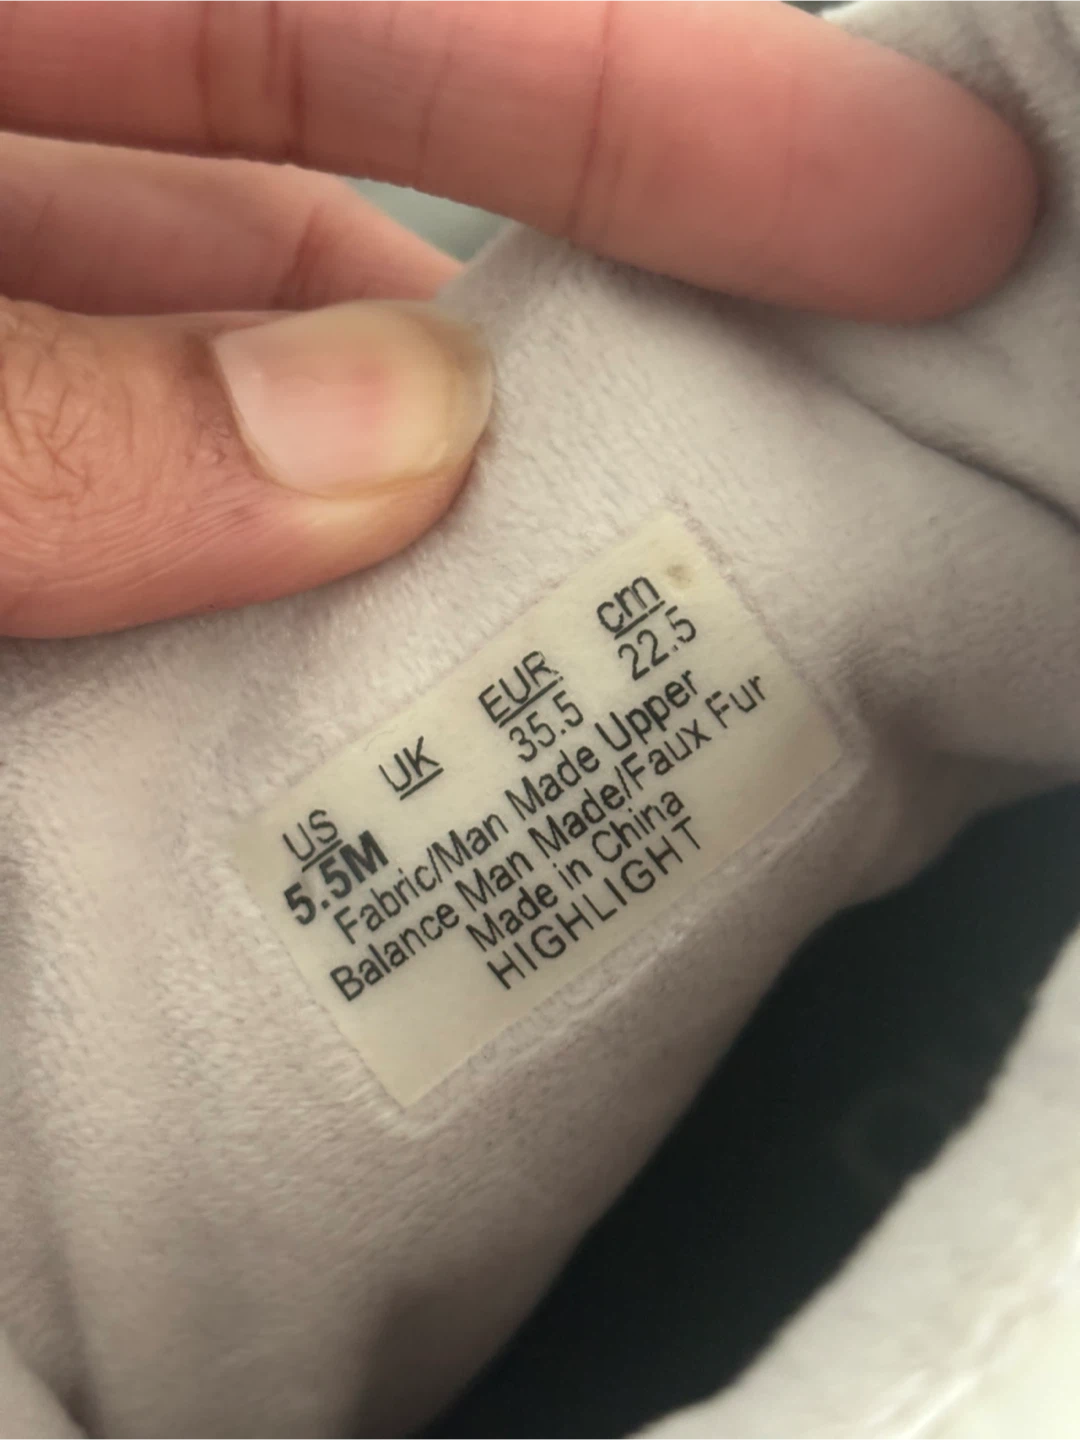 US UK EUR cm
5.5M 35.5 22.5
Fabric/Man Made Upper
Balance Man Made/Faux Fur
Made in China
HIGHLIGHT